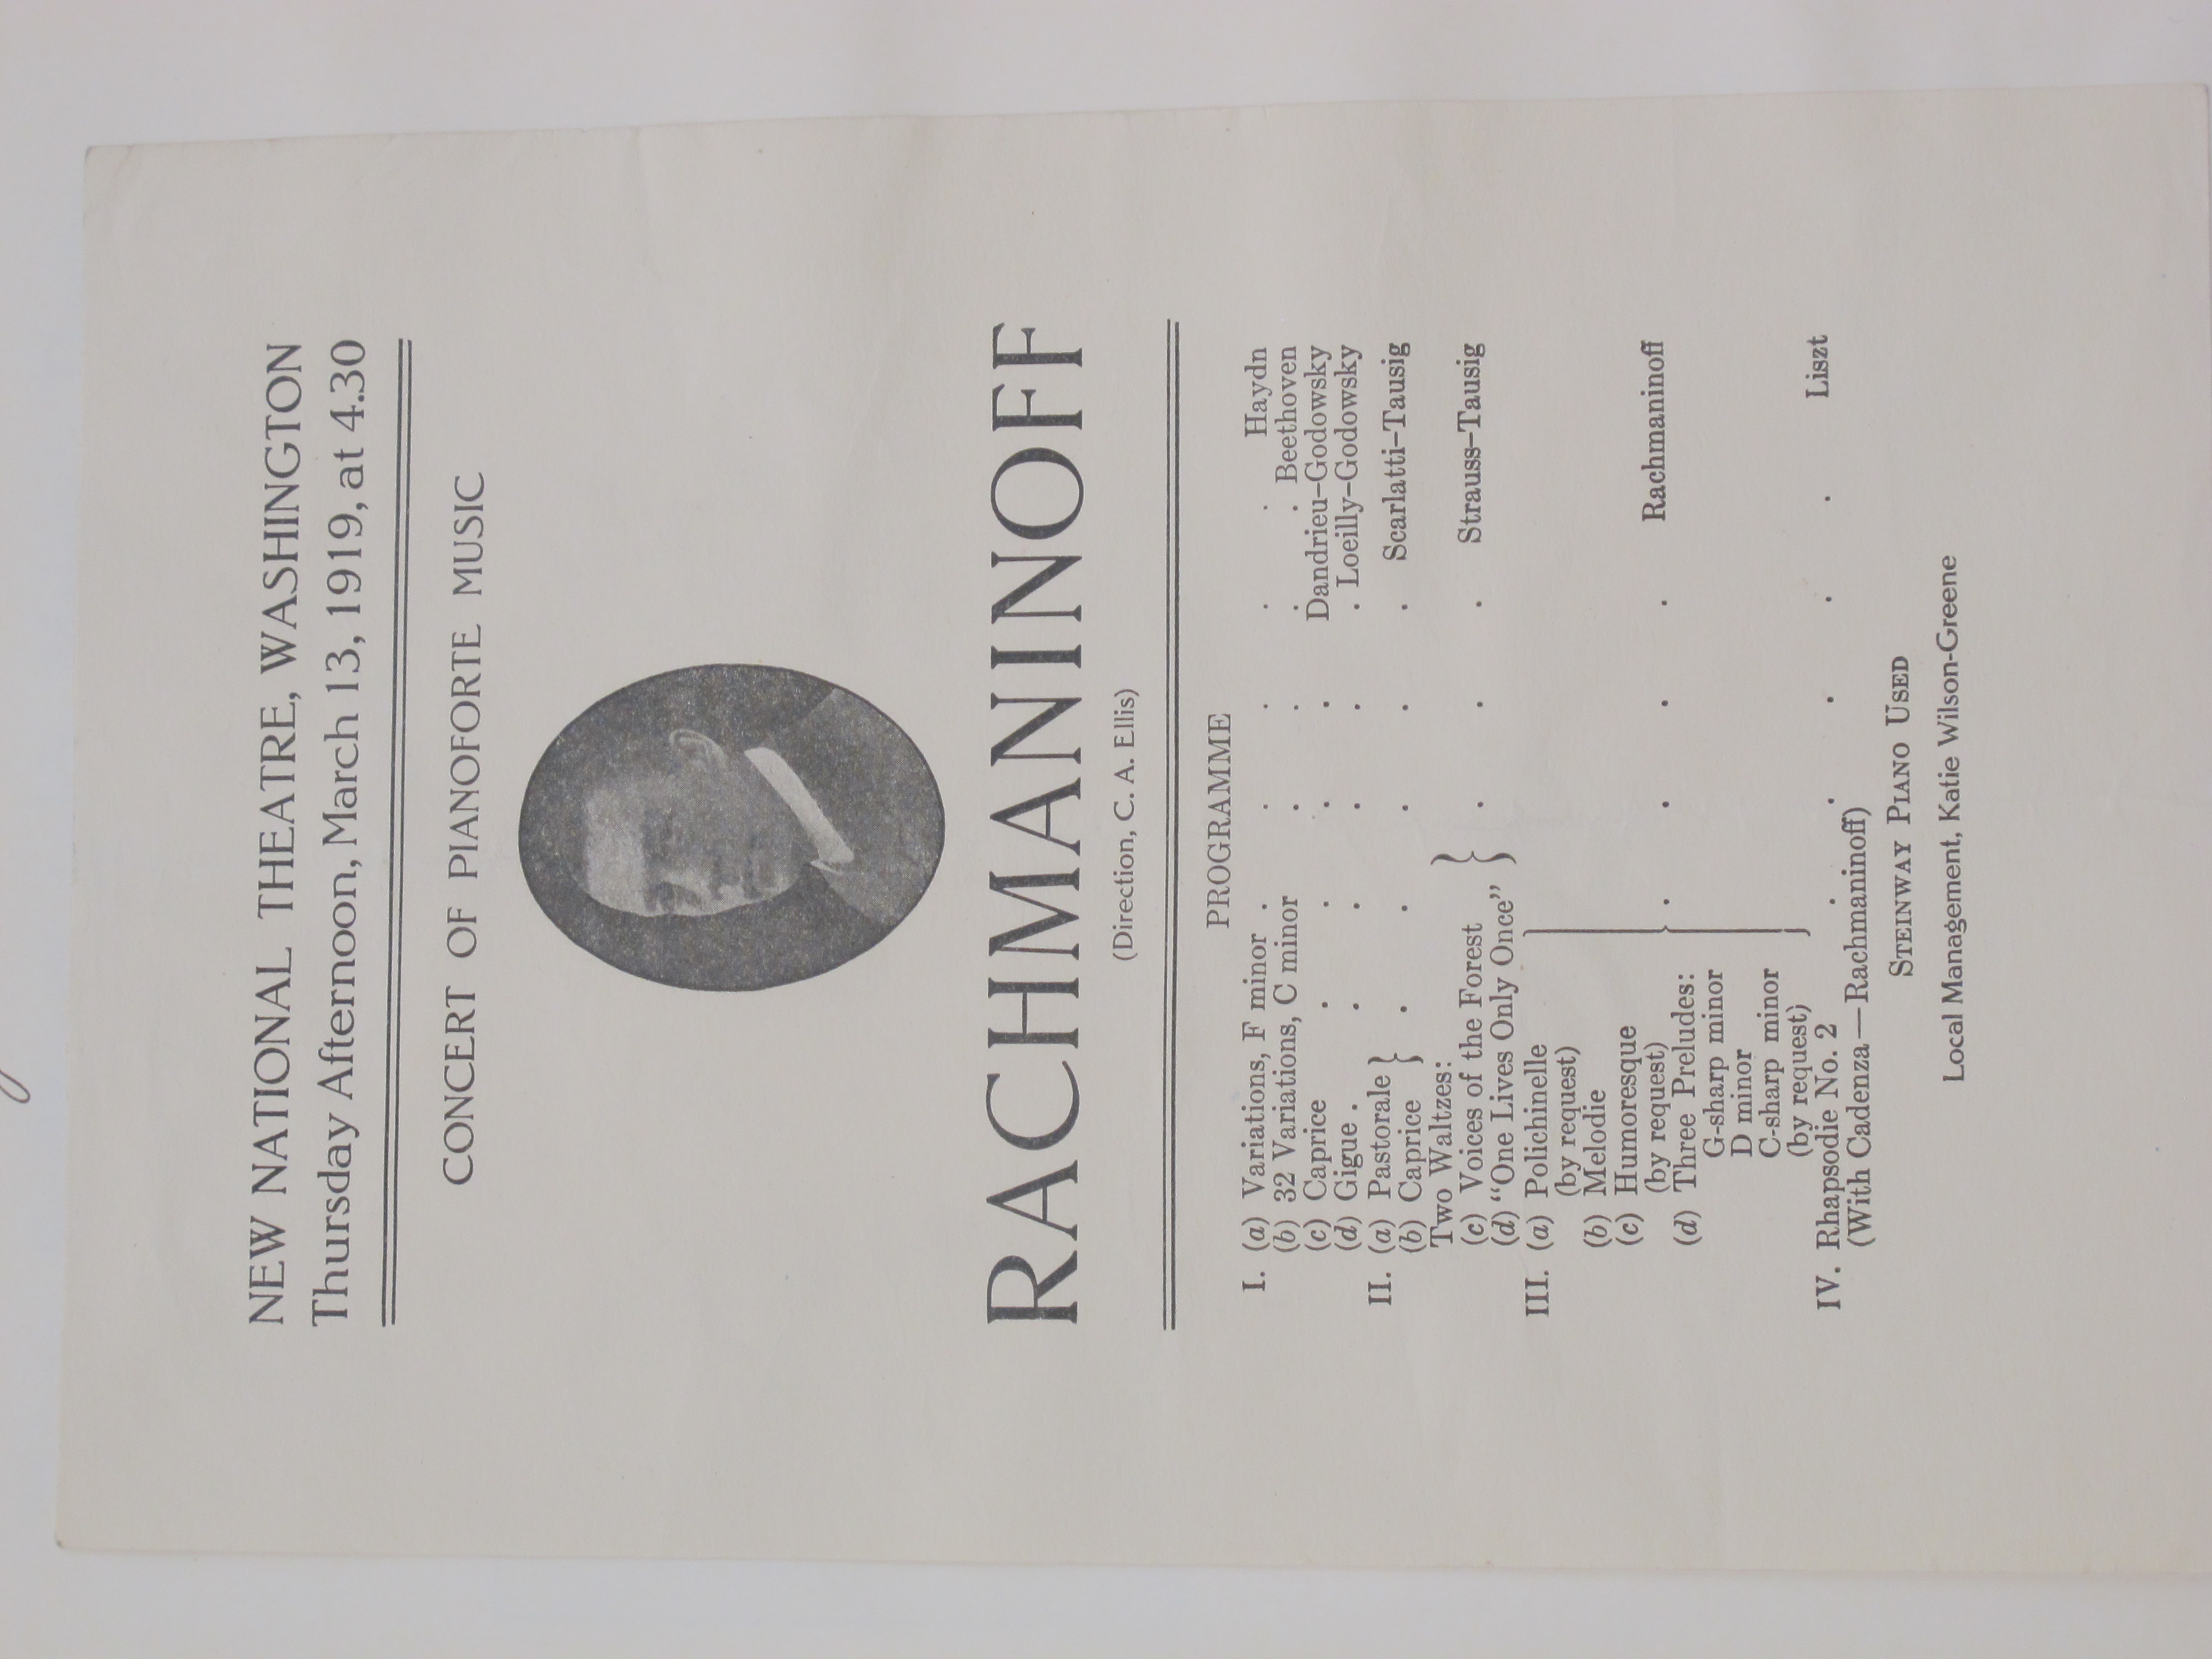 NEW NATIONAL THEATRE, WASHINGTON
Thursday Afternoon, March 13, 1919, at 4.30
CONCERT OF PIANOFORTE MUSIC
RACHMANINOFF
(Direction, C. A. Ellis)
PROGRAMME
I. (a) Variations, F minor . . . . . Haydn
(b) 32 Variations, C minor . . . . Beethoven
(c) Caprice . . . . Dandrieu–Godowsky
(d) Gigue . . . . . . Loeilly–Godowsky
II. (a) Pastorale }
(b) Caprice } . . . . . Scarlatti–Tausig
Two Waltzes:
(c) Voices of the Forest }
(d) "One Lives Only Once" } . . . Strauss–Tausig
III. (a) Polichinelle
(by request)
(b) Melodie
(c) Humoresque
(by request) . . . . Rachmaninoff
(d) Three Preludes:
G-sharp minor
D minor
C-sharp minor
(by request)
IV. Rhapsodie No. 2 . . . . . Liszt
(With Cadenza—Rachmaninoff)
STEINWAY PIANO USED
Local Management, Katie Wilson-Greene